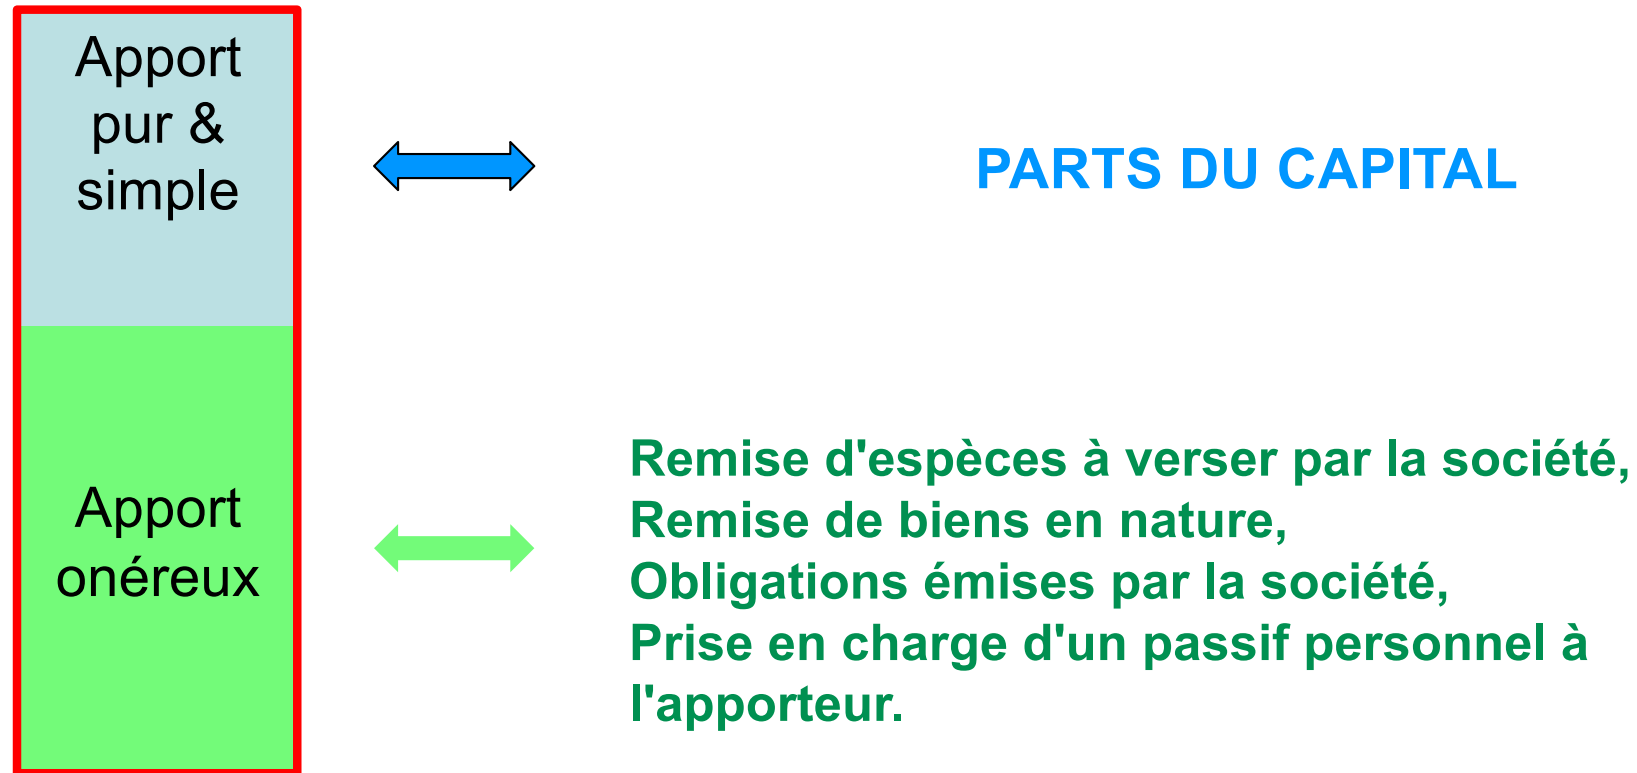 Apport
pur &
simple
PARTS DU CAPITAL
Apport
onéreux
Remise d'espèces à verser par la société,
Remise de biens en nature,
Obligations émises par la société,
Prise en charge d'un passif personnel à
l'apporteur.